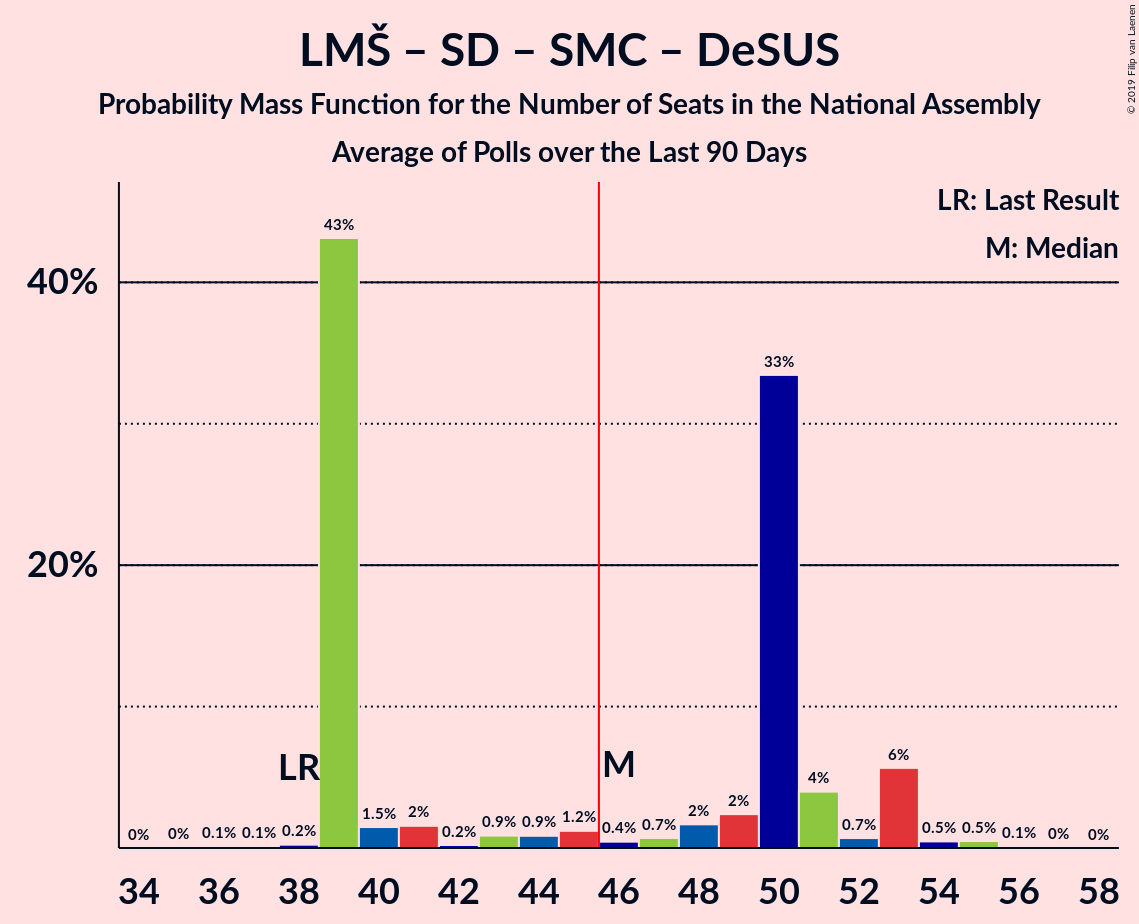 LMŠ – SD – SMC – DeSUS
Probability Mass Function for the Number of Seats in the National Assembly
Average of Polls over the Last 90 Days
© 2019 Filip van Laenen
LR: Last Result
M: Median
40%
20%
43%
33%
LR
M
0% 0% 0.1% 0.1% 0.2% 1.5% 2% 0.2% 0.9% 0.9% 1.2% 0.4% 0.7% 2% 2% 4% 0.7% 6% 0.5% 0.5% 0.1% 0% 0%
34 36 38 40 42 44 46 48 50 52 54 56 58